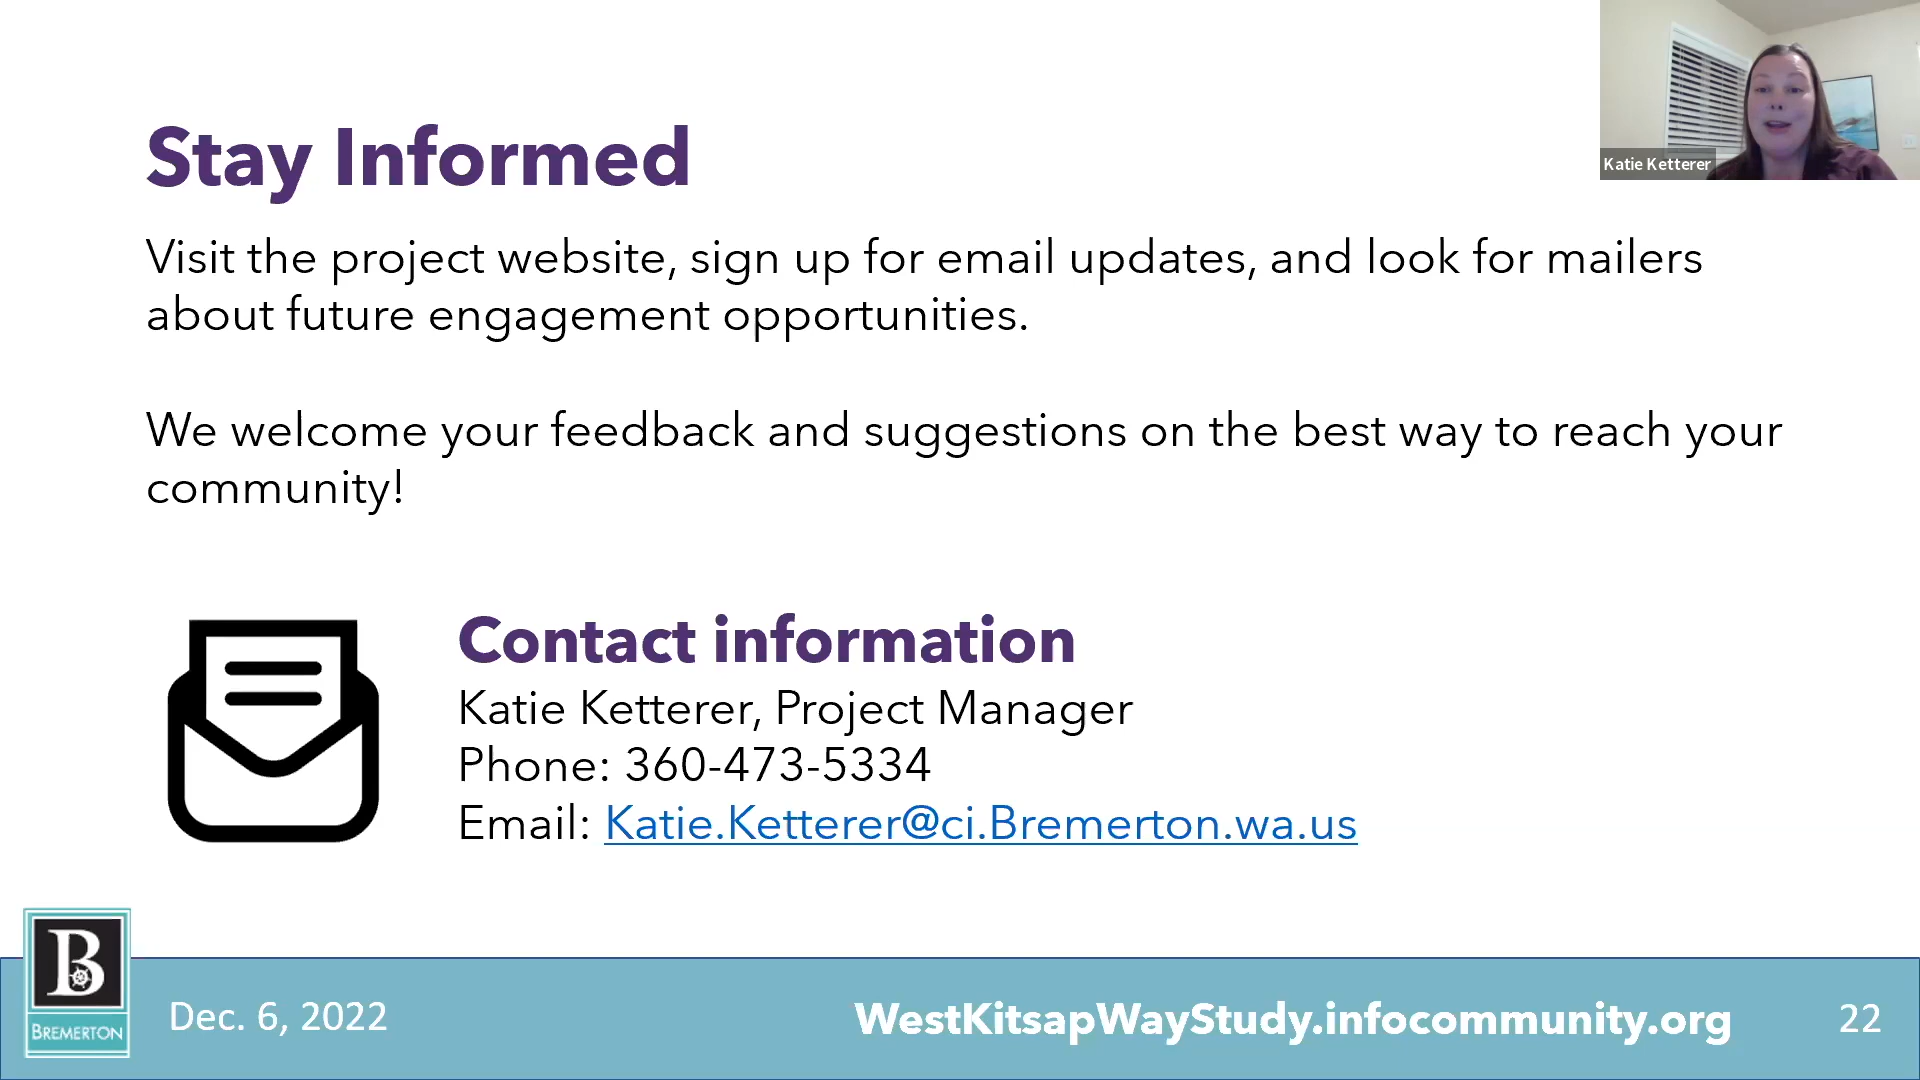 Katie Ketterer
Stay Informed
Visit the project website, sign up for email updates, and look for mailers
about future engagement opportunities.
We welcome your feedback and suggestions on the best way to reach your
community!
Contact information
Katie Ketterer, Project Manager
Phone: 360-473-5334
Email: Katie.Ketterer@ci.Bremerton.wa.us
B
BREMERTON
Dec. 6, 2022
WestKitsapWayStudy.infocommunity.org
22